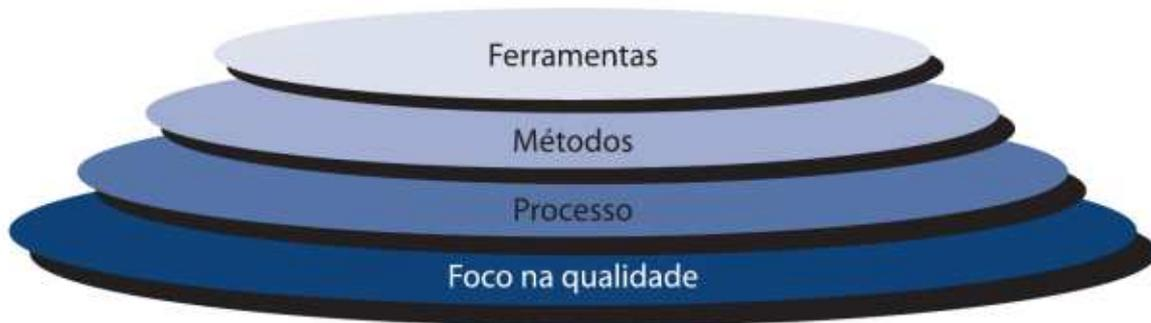 Ferramentas
Métodos
Processo
Foco na qualidade